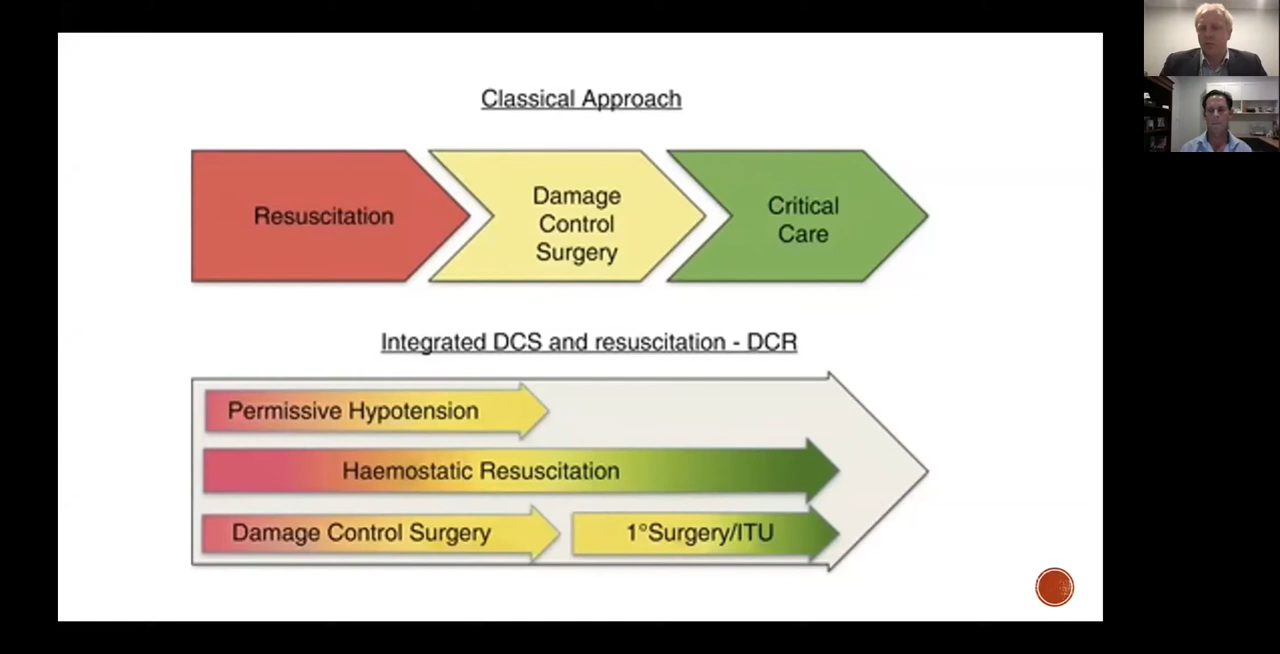 Classical Approach
Resuscitation
Damage
Control
Surgery
Critical
Care
Integrated DCS and resuscitation - DCR
Permissive Hypotension
Haemostatic Resuscitation
Damage Control Surgery
1°Surgery/ITU